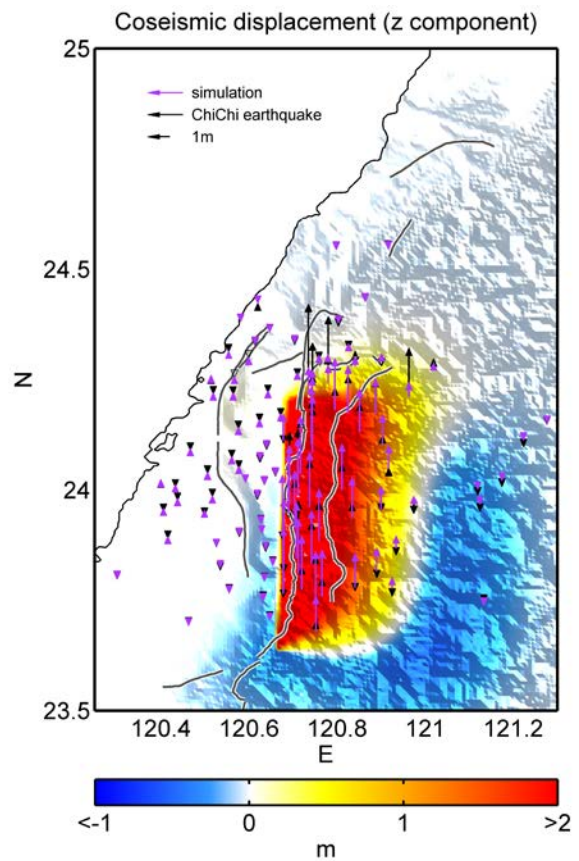 Coseismic displacement (z component)
25
simulation
ChiChi earthquake
1m
24.5
N
24
23.5
120.4 120.6 120.8 121 121.2
E
<-1 0 1 >2
m